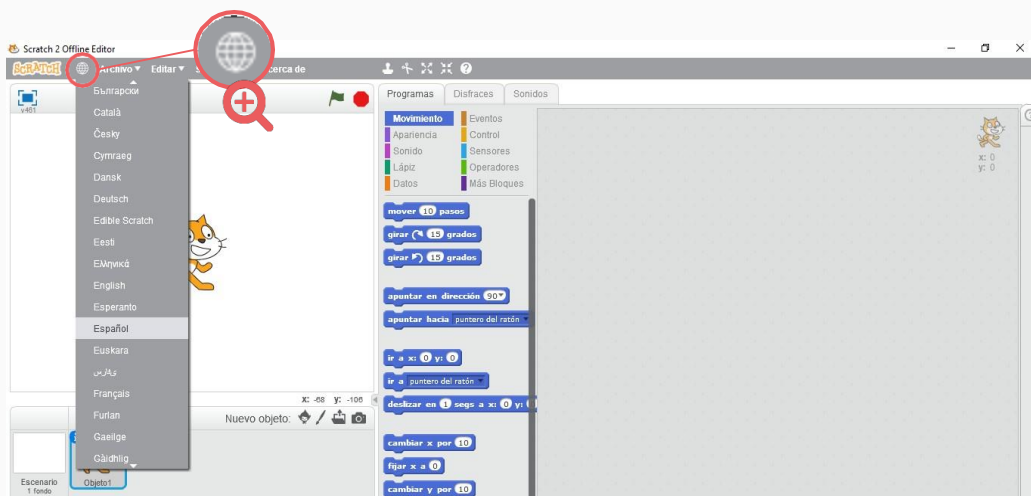 Scratch 2 Offline Editor
SCRATCH Archivo Editar cerca de
v461
Български
Català
Česky
Cymraeg
Dansk
Deutsch
Edible Scratch
Eesti
Ελληνικά
English
Esperanto
Español
Euskara
Français
Furlan
Gaeilge
Gàidhlig
x: -68 y: -106
Nuevo objeto:
Escenario
1 fondo
Objeto1
Programas Disfraces Sonidos
Movimiento Eventos
Apariencia Control
Sonido Sensores
Lápiz Operadores
Datos Más Bloques
mover 10 pasos
girar 15 grados
girar 15 grados
apuntar en dirección 90
apuntar hacia puntero del ratón
ir a x: 0 y: 0
ir a puntero del ratón
deslizar en 1 segs a x: 0 y:
cambiar x por 10
fijar x a 0
cambiar y por 10
x: 0
y: 0